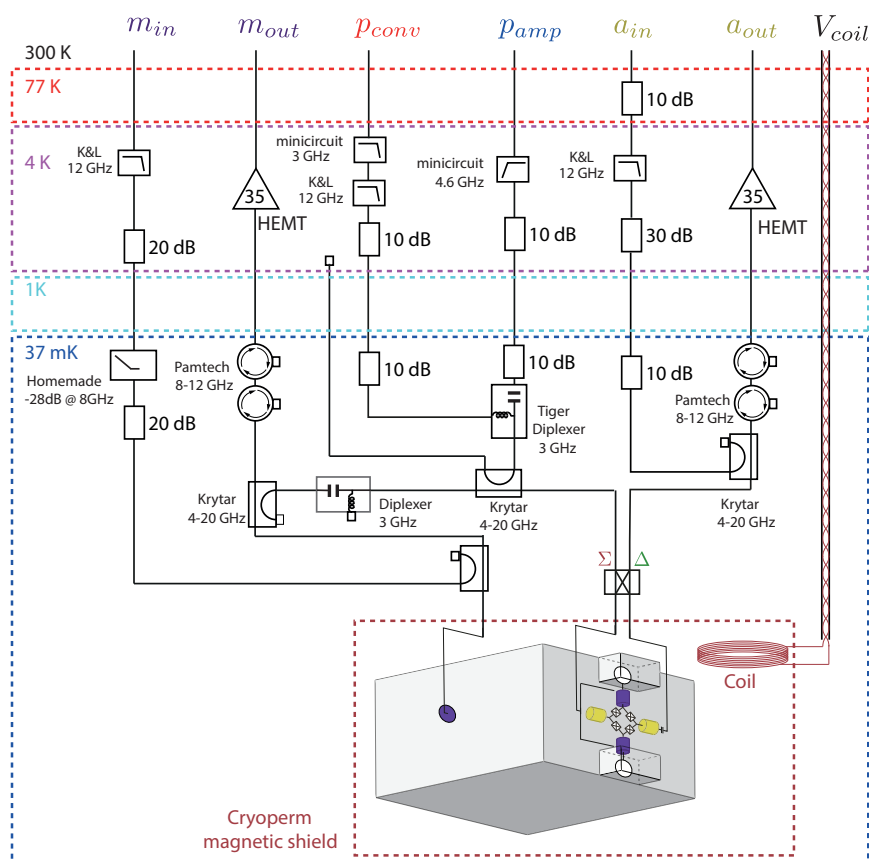 m_in m_out p_conv p_amp a_in a_out V_coil
300 K
77 K
10 dB
4 K
K&L
12 GHz
35
HEMT
minicircuit
3 GHz
K&L
12 GHz
minicircuit
4.6 GHz
K&L
12 GHz
35
HEMT
20 dB
10 dB
10 dB
30 dB
1K
37 mK
Homemade
-28dB @ 8GHz
Pamtech
8-12 GHz
10 dB
10 dB
10 dB
Pamtech
8-12 GHz
20 dB
Tiger
Diplexer
3 GHz
Krytar
4-20 GHz
Diplexer
3 GHz
Krytar
4-20 GHz
Krytar
4-20 GHz
Σ Δ
Coil
Cryoperm
magnetic shield